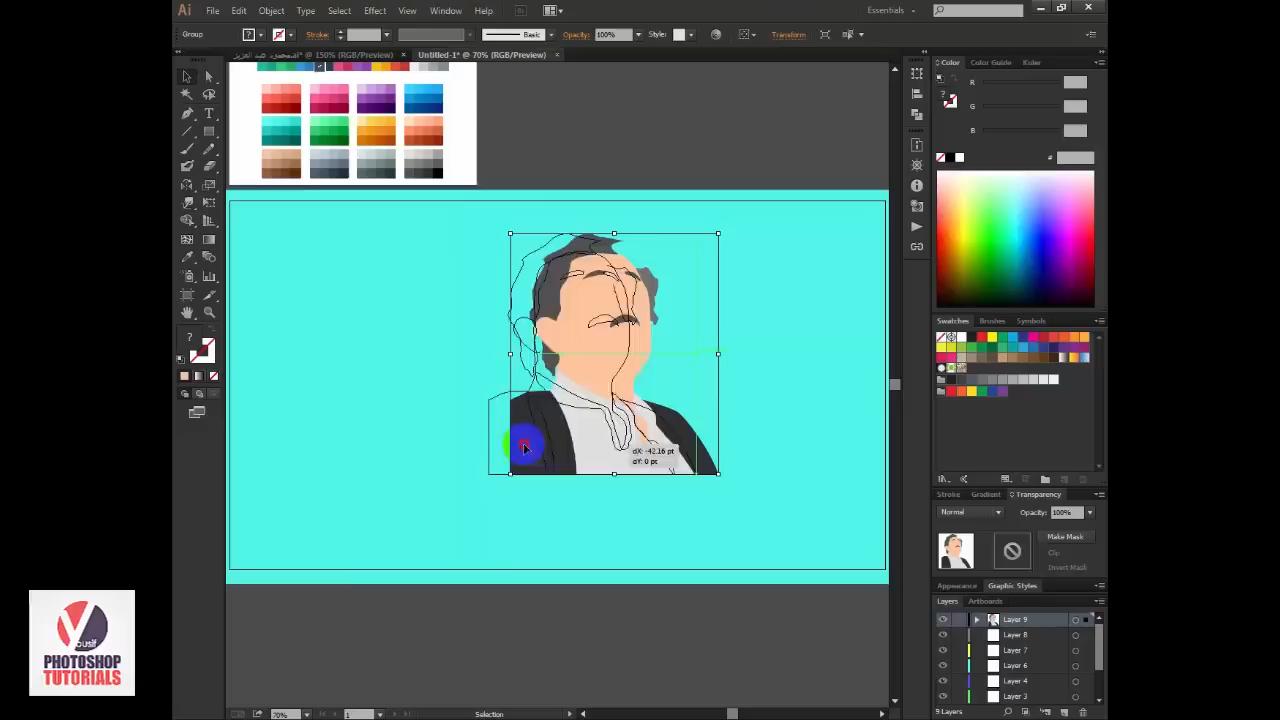 Ai File Edit Object Type Select Effect View Window Help Br Essentials
Group Stroke: Basic Opacity: 100% Style: Transform
@ 150% (RGB/Preview) × Untitled-1* @ 70% (RGB/Preview) ×
Color Color Guide Kuler
R
G
B
#
Swatches Brushes Symbols
dX: -42.16 pt
dY: 0 pt
Stroke Gradient Transparency
Normal Opacity: 100%
Make Mask
Clip
Invert Mask
Appearance Graphic Styles
Layers Artboards
Layer 9
Layer 8
Layer 7
Layer 6
Layer 4
Layer 3
9 Layers
70% 1 Selection
Yousif
PHOTOSHOP
TUTORIALS